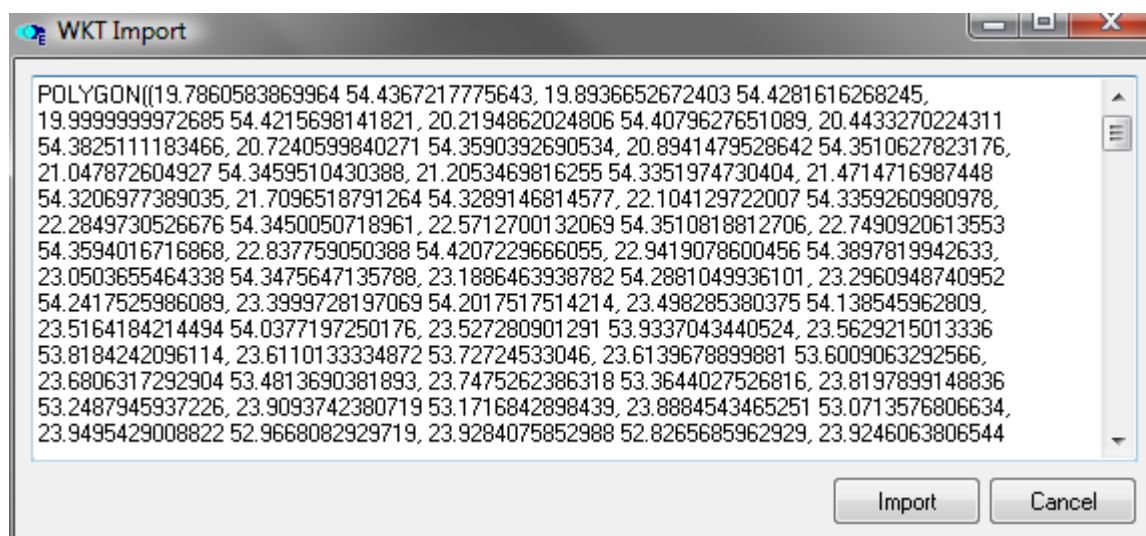 WKT Import
POLYGON((19.7860583869964 54.4367217775643, 19.8936652672403 54.4281616268245,
19.9999999972685 54.4215698141821, 20.2194862024806 54.4079627651089, 20.4433270224311
54.3825111183466, 20.7240599840271 54.3590392690534, 20.8941479528642 54.3510627823176,
21.047872604927 54.3459510430388, 21.2053469816255 54.3351974730404, 21.4714716987448
54.3206977389035, 21.7096518791264 54.3289146814577, 22.104129722007 54.3359260980978,
22.2849730526676 54.3450050718961, 22.5712700132069 54.3510818812706, 22.7490920613553
54.3594016716868, 22.837759050388 54.4207229666055, 22.9419078600456 54.3897819942633,
23.0503655464338 54.3475647135788, 23.1886463938782 54.2881049936101, 23.2960948740952
54.2417525986089, 23.3999728197069 54.2017517514214, 23.498285380375 54.138545962809,
23.5164184214494 54.0377197250176, 23.527280901291 53.9337043440524, 23.5629215013336
53.8184242096114, 23.6110133334872 53.72724533046, 23.6139678899881 53.6009063292566,
23.6806317292904 53.4813690381893, 23.7475262386318 53.3644027526816, 23.8197899148836
53.2487945937226, 23.9093742380719 53.1716842898439, 23.8884543465251 53.0713576806634,
23.9495429008822 52.9668082929719, 23.9284075852988 52.8265685962929, 23.9246063806544
Import Cancel